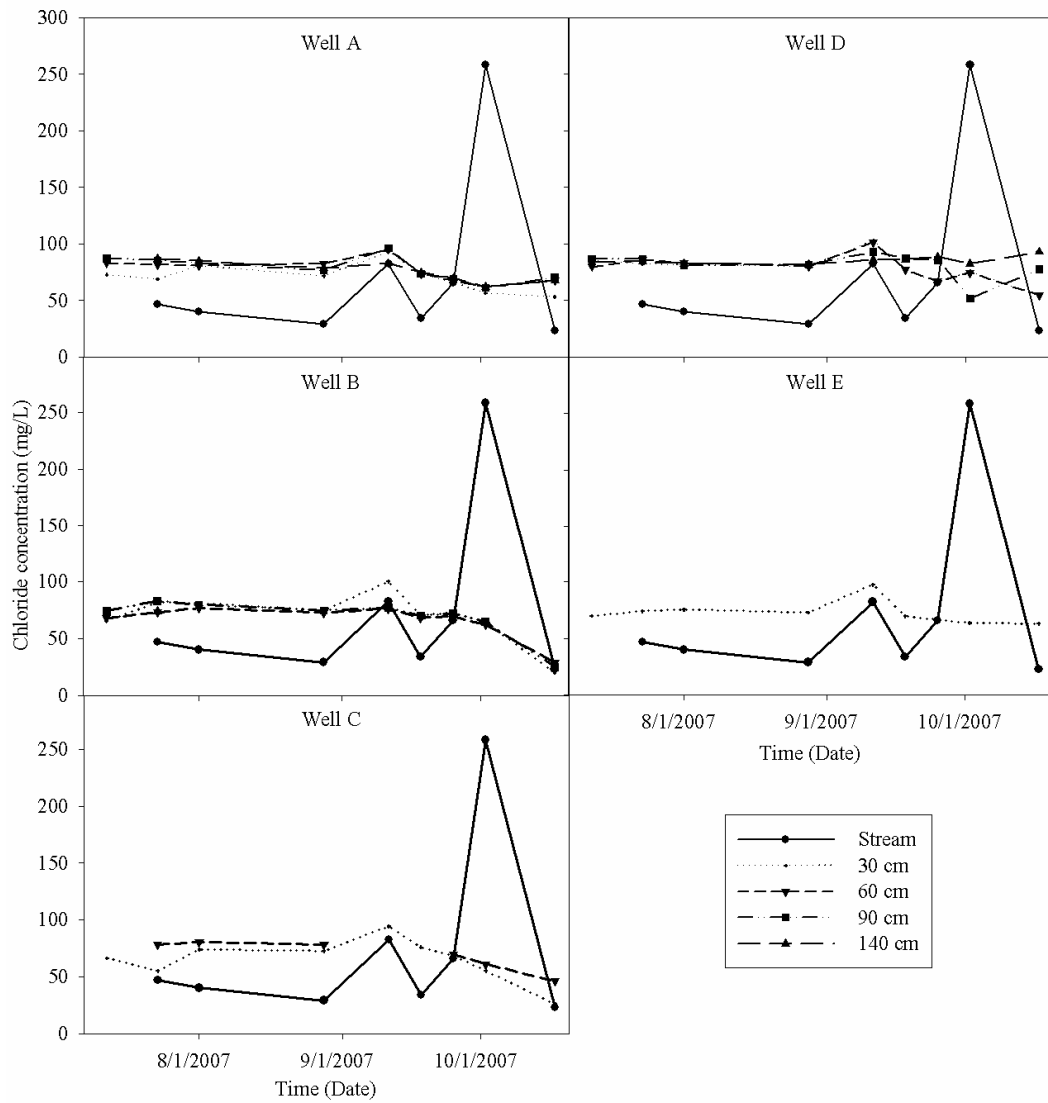 300
250
200
150
100
50
0
Well A
Well D
250
200
150
100
50
0
Well B
Well E
Chloride concentration (mg/L)
8/1/2007 9/1/2007 10/1/2007
Time (Date)
250
200
150
100
50
0
Well C
8/1/2007 9/1/2007 10/1/2007
Time (Date)
Stream
30 cm
60 cm
90 cm
140 cm